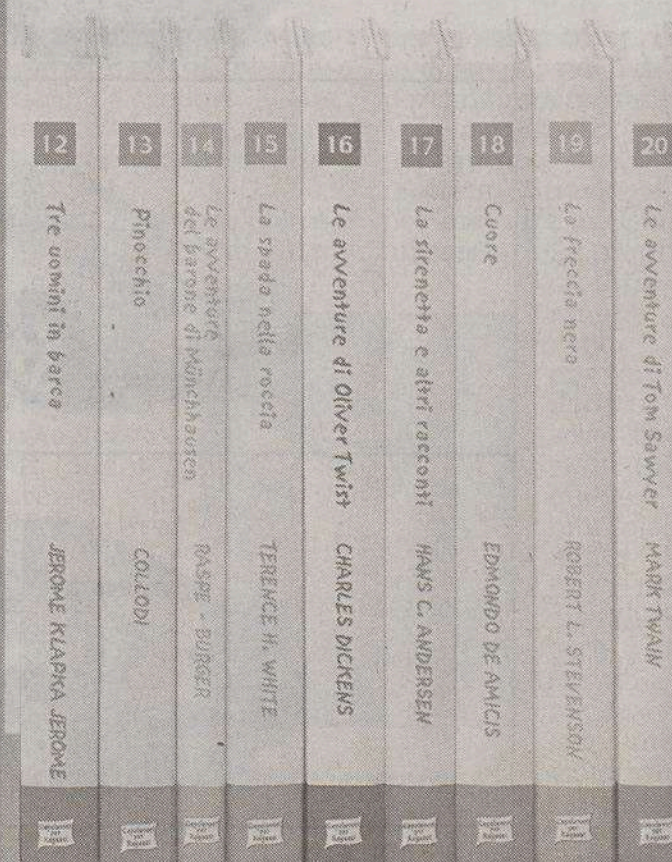 12
Tre uomini in barca
JEROME KLAPKA JEROME
13
Pinocchio
COLLODI
14
Le avventure
del barone di Münchhausen
RASPE - BURGER
15
La spada nella roccia
TERENCE H. WHITE
16
Le avventure di Oliver Twist
CHARLES DICKENS
17
La sirenetta e altri racconti
HANS C. ANDERSEN
18
Cuore
EDMONDO DE AMICIS
19
La freccia nera
ROBERT L. STEVENSON
20
Le avventure di Tom Sawyer
MARK TWAIN